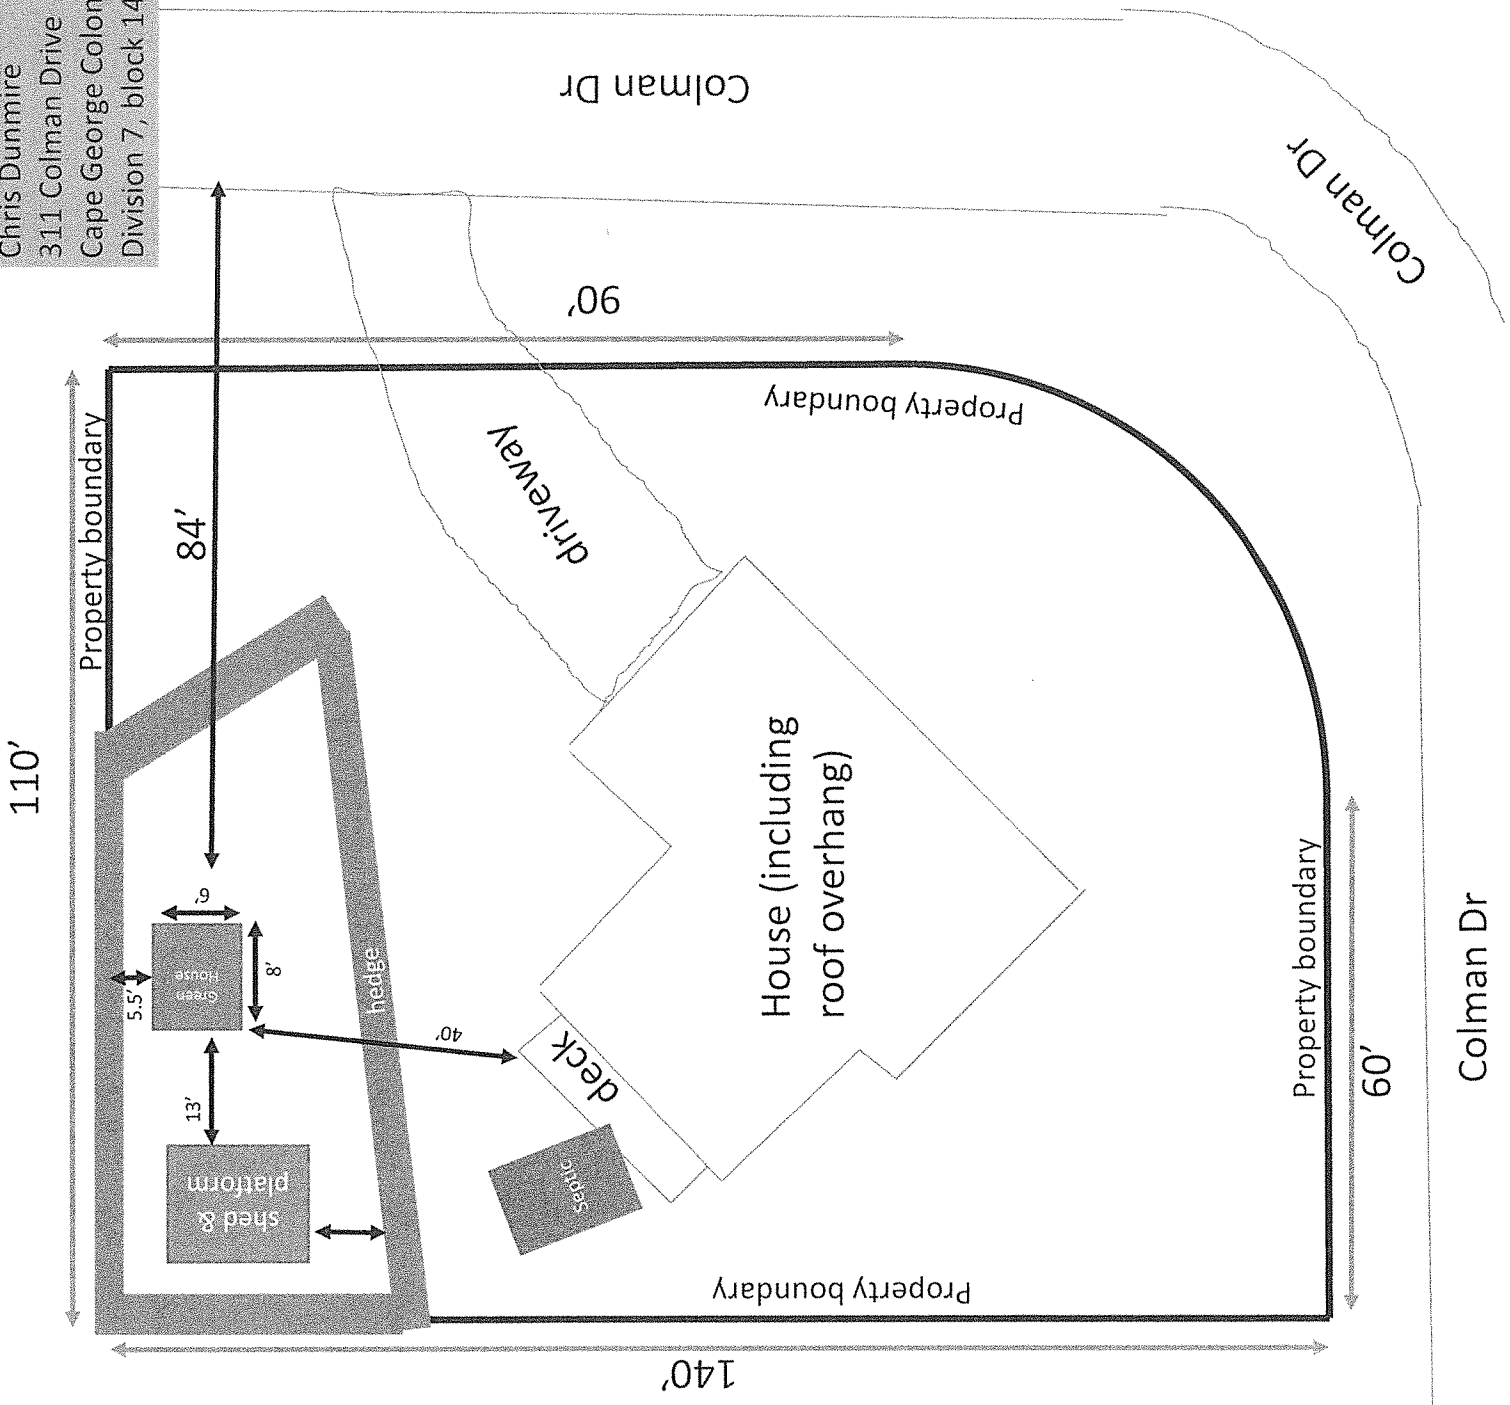 Chris Dunmire
311 Colman Drive
Cape George Colon
Division 7, block 14
Colman Dr
Colman Dr
90’
110’
Property boundary
84’
Property boundary
driveway
6’
8’
5.5’
Green
House
hedge
40’
13’
deck
shed &
platform
Septic
House (including
roof overhang)
Property boundary
Property boundary
60’
140’
Colman Dr